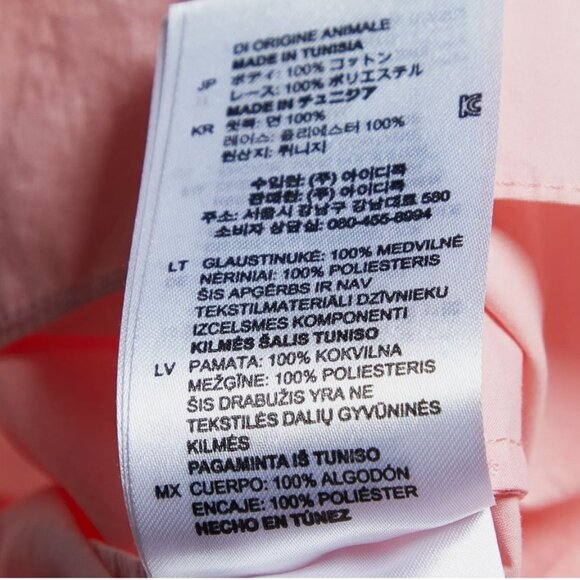 DI ORIGINE ANIMALE
MADE IN TUNISIA
JP ボディ: 100% コットン
レース: 100% ポリエステル
MADE IN チュニジア
KR 겉목: 면 100%
레이스: 폴리에스터 100%
원산지: 튀니지
수입원: (주) 아이디룩
판매원: (주) 아이디룩
주소: 서울시 강남구 강남대로 580
소비자 상담실: 080-455-8994
LT GLAUSTINUKĖ: 100% MEDVILNĖ
NĖRINIAI: 100% POLIESTERIS
ŠIS APĢĒRBS IR NAV
TEKSTILMATERIĀLI DZĪVNIEKU
IZCELSMES KOMPONENTI
KILMĖS ŠALIS TUNISO
LV PAMATA: 100% KOKVILNA
MEŽĢĪNE: 100% POLIESTERIS
ŠIS DRABUŽIS YRA NE
TEKSTILĖS DALIŲ GYVŪNINĖS
KILMĖS
PAGAMINTA IŠ TUNISO
MX CUERPO: 100% ALGODÓN
ENCAJE: 100% POLIÉSTER
HECHO EN TÚNEZ